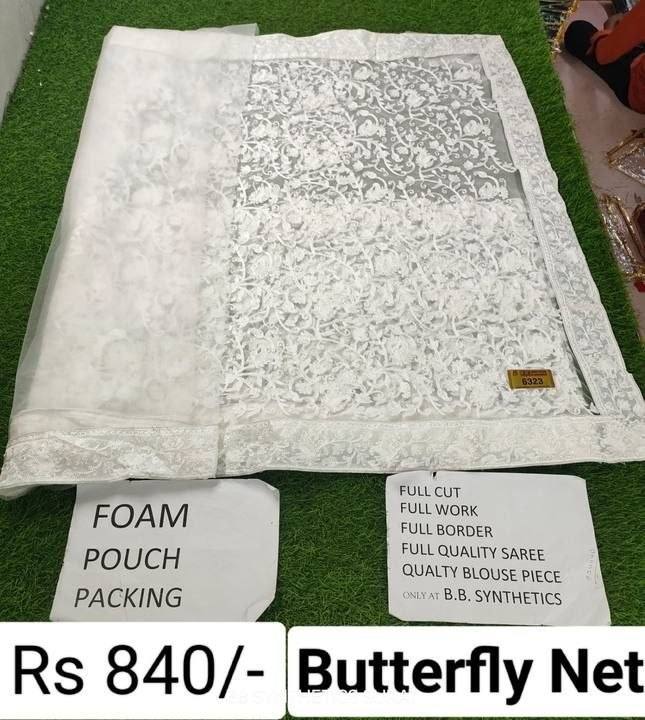 6323
FOAM
POUCH
PACKING
FULL CUT
FULL WORK
FULL BORDER
FULL QUALITY SAREE
QUALTY BLOUSE PIECE
ONLY AT B.B. SYNTHETICS
Rs 840/-
Butterfly Net